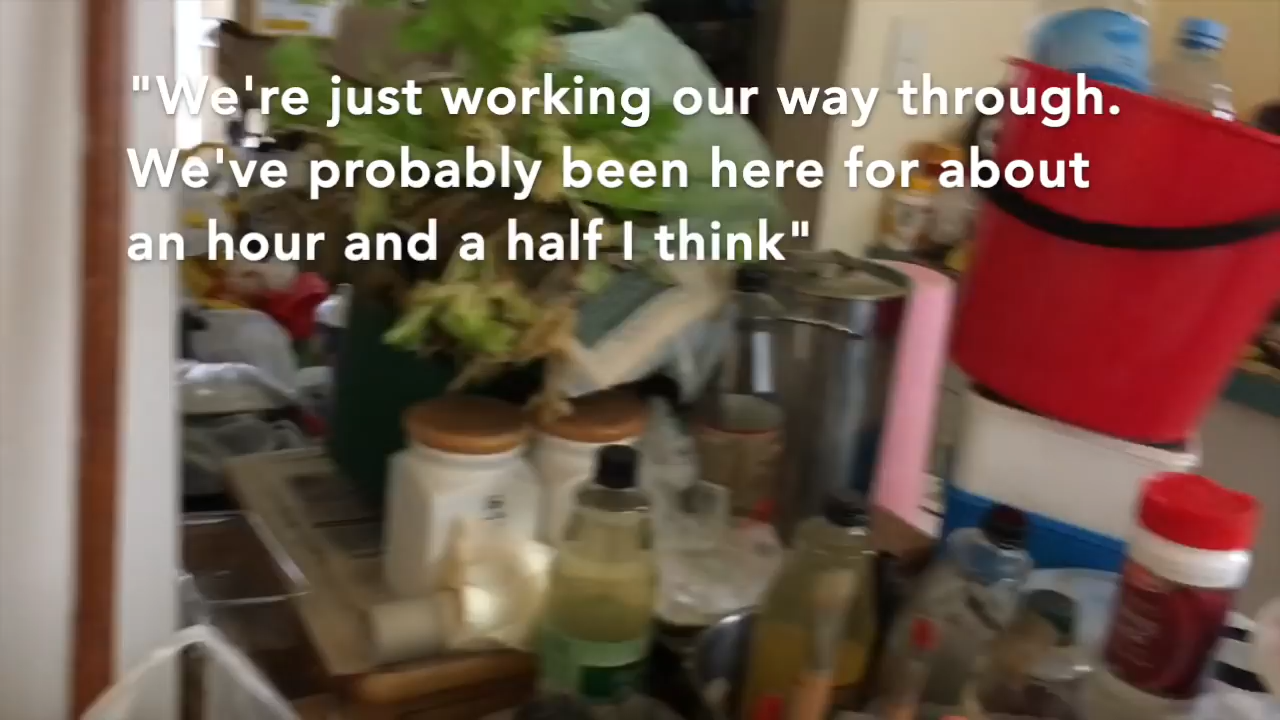 "We're just working our way through.
We've probably been here for about
an hour and a half I think"